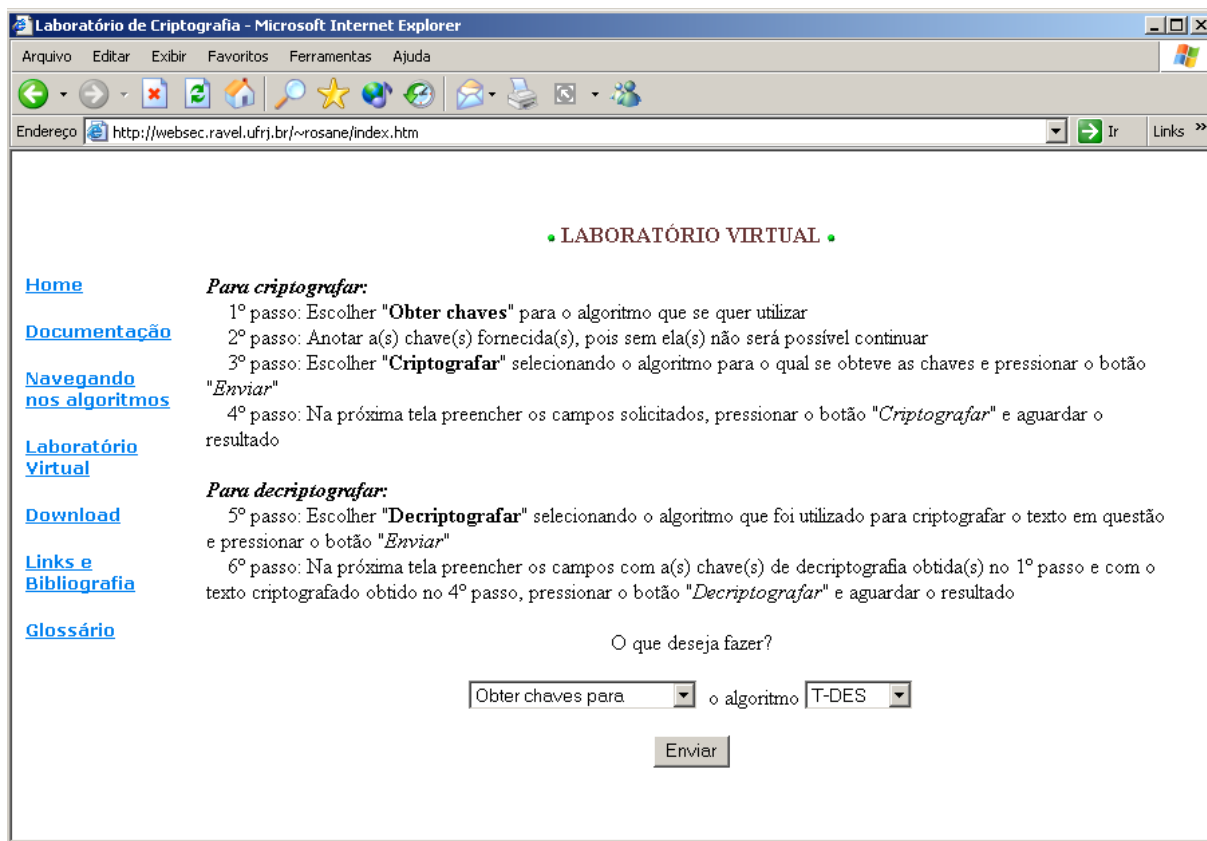 Laboratório de Criptografia - Microsoft Internet Explorer
Arquivo Editar Exibir Favoritos Ferramentas Ajuda
Endereço http://websec.ravel.ufrj.br/~rosane/index.htm Ir Links »
• LABORATÓRIO VIRTUAL •
Home
Documentação
Navegando
nos algoritmos
Laboratório
Virtual
Download
Links e
Bibliografia
Glossário
Para criptografar:
1º passo: Escolher "Obter chaves" para o algoritmo que se quer utilizar
2º passo: Anotar a(s) chave(s) fornecida(s), pois sem ela(s) não será possível continuar
3º passo: Escolher "Criptografar" selecionando o algoritmo para o qual se obteve as chaves e pressionar o botão
"Enviar"
4º passo: Na próxima tela preencher os campos solicitados, pressionar o botão "Criptografar" e aguardar o
resultado
Para decriptografar:
5º passo: Escolher "Decriptografar" selecionando o algoritmo que foi utilizado para criptografar o texto em questão
e pressionar o botão "Enviar"
6º passo: Na próxima tela preencher os campos com a(s) chave(s) de decriptografia obtida(s) no 1º passo e com o
texto criptografado obtido no 4º passo, pressionar o botão "Decriptografar" e aguardar o resultado
O que deseja fazer?
Obter chaves para o algoritmo T-DES
Enviar